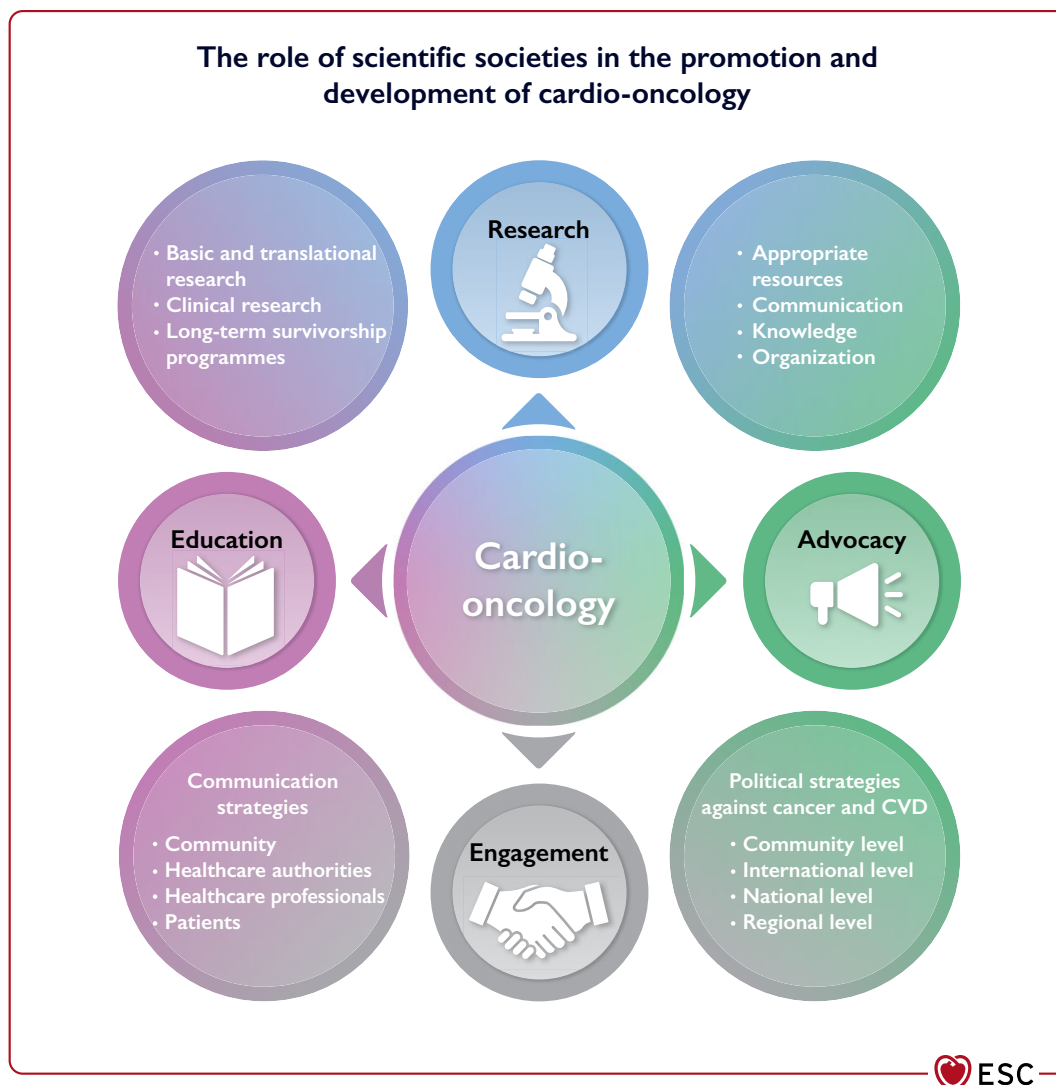 The role of scientific societies in the promotion and
development of cardio-oncology
· Basic and translational
research
· Clinical research
· Long-term survivorship
programmes
Research
· Appropriate
resources
· Communication
· Knowledge
· Organization
Education
Cardio-
oncology
Advocacy
Communication
strategies
· Community
· Healthcare authorities
· Healthcare professionals
· Patients
Engagement
Political strategies
against cancer and CVD
· Community level
· International level
· National level
· Regional level
ESC